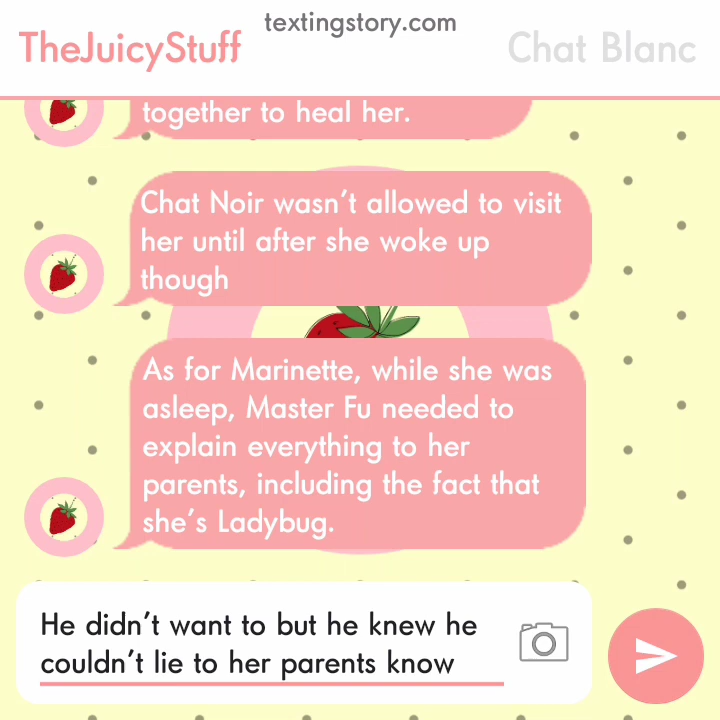 textingstory.com
TheJuicyStuff
Chat Blanc
together to heal her.
Chat Noir wasn't allowed to visit
her until after she woke up
though
As for Marinette, while she was
asleep, Master Fu needed to
explain everything to her
parents, including the fact that
she's Ladybug.
He didn't want to but he knew he
couldn't lie to her parents know